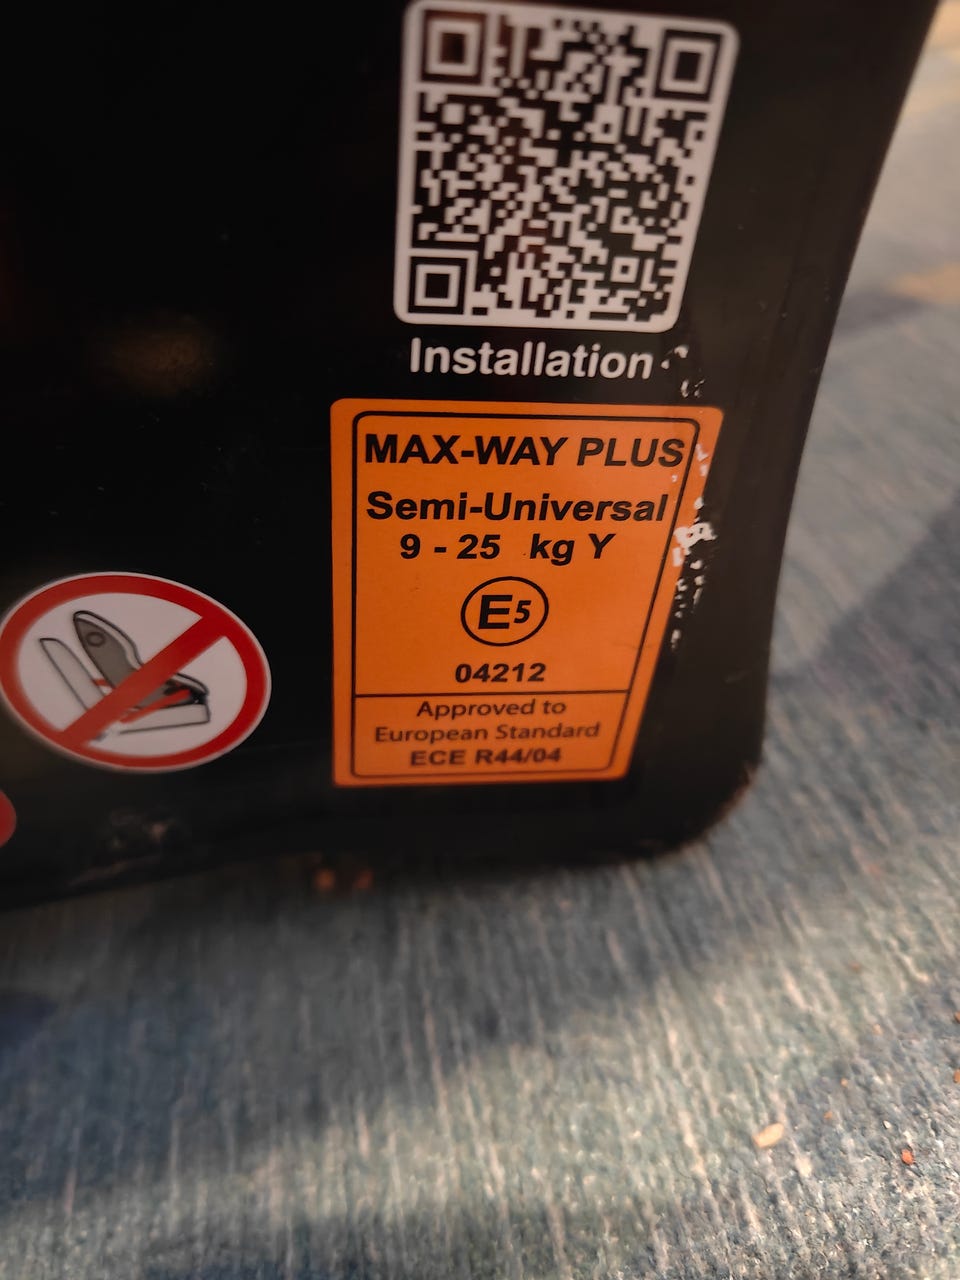 Installation
MAX-WAY PLUS
Semi-Universal
9 - 25 kg Y
E5
04212
Approved to
European Standard
ECE R44/04